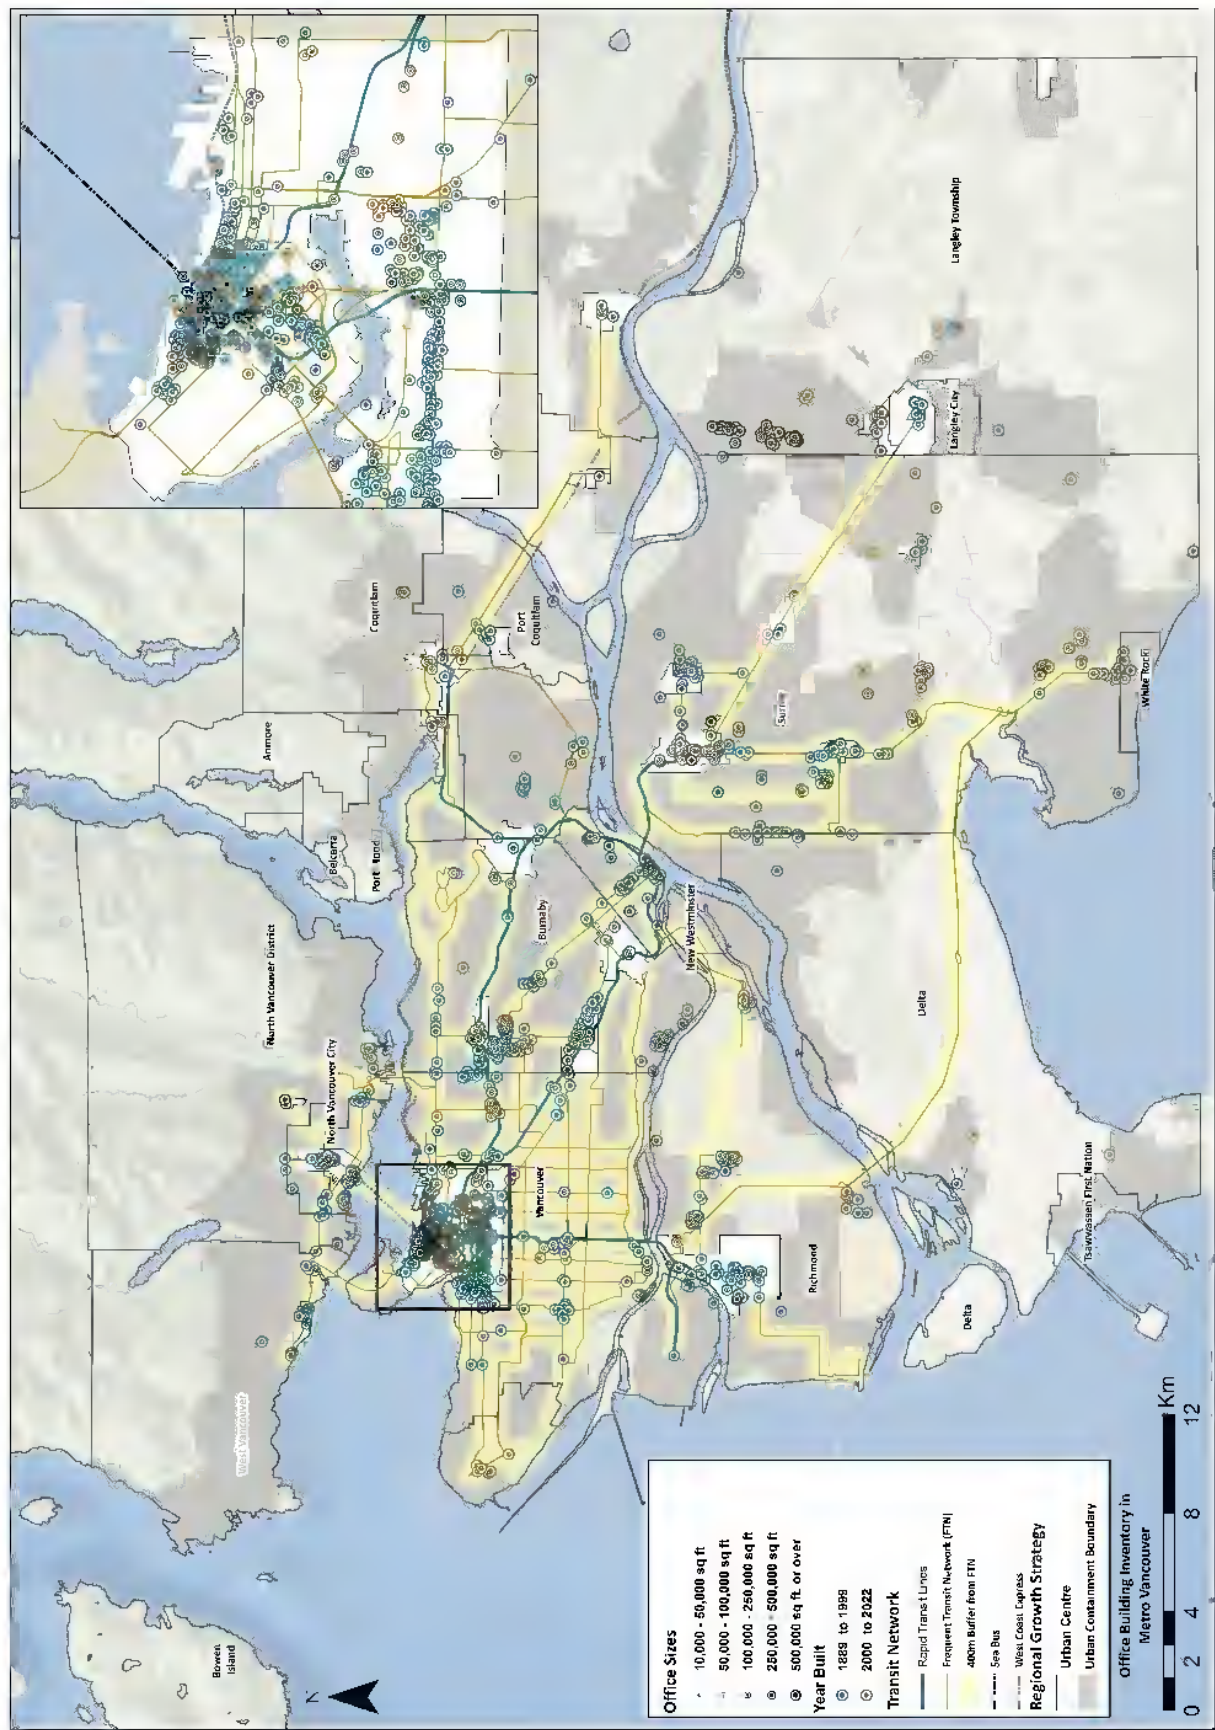 Bowen
Island
West Vancouver
North Vancouver District
North Vancouver City
Anmore
Belcarra
Coquitlam
Port
Coquitlam
Burnaby
Vancouver
New Westminster
Surrey
Richmond
Delta
Delta
Tsawwassen First Nation
White Rock
Langley City
Langley Township
N
Office Sizes
10,000 - 50,000 sq ft
50,000 - 100,000 sq ft
100,000 - 250,000 sq ft
250,000 - 500,000 sq ft
500,000 sq ft or over
Year Built
1889 to 1999
2000 to 2022
Transit Network
Rapid Transit Lines
Frequent Transit Network (FTN)
400m Buffer from FTN
Sea Bus
West Coast Express
Regional Growth Strategy
Urban Centre
Urban Containment Boundary
Office Building Inventory in
Metro Vancouver
0 2 4 8 12
Km